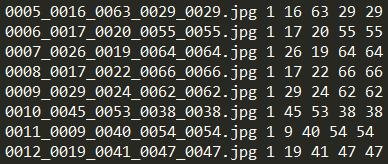 0005_0016_0063_0029_0029.jpg 1 16 63 29 29
0006_0017_0020_0055_0055.jpg 1 17 20 55 55
0007_0026_0019_0064_0064.jpg 1 26 19 64 64
0008_0017_0022_0066_0066.jpg 1 17 22 66 66
0009_0029_0024_0062_0062.jpg 1 29 24 62 62
0010_0045_0053_0038_0038.jpg 1 45 53 38 38
0011_0009_0040_0054_0054.jpg 1 9 40 54 54
0012_0019_0041_0047_0047.jpg 1 19 41 47 47